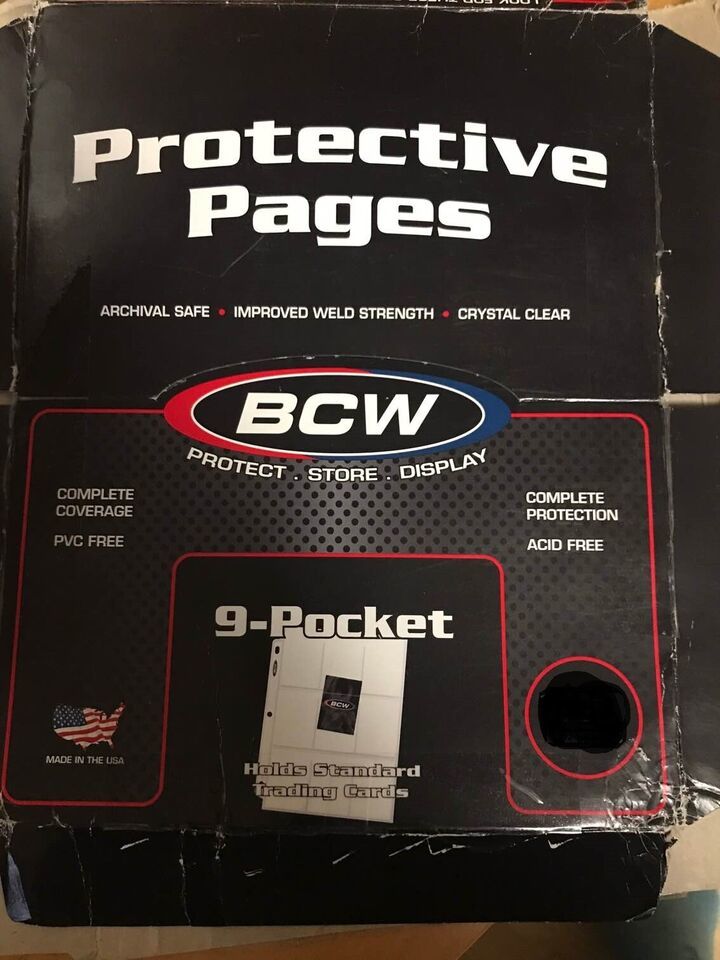 Protective
Pages
ARCHIVAL SAFE • IMPROVED WELD STRENGTH • CRYSTAL CLEAR
BCW
PROTECT . STORE . DISPLAY
COMPLETE
COVERAGE
PVC FREE
COMPLETE
PROTECTION
ACID FREE
9-Pocket
BCW
Holds Standard
Trading Cards
MADE IN THE USA